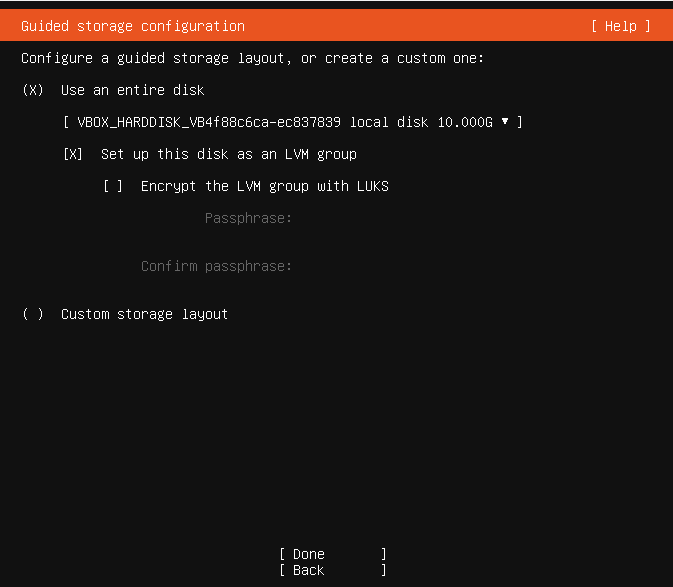 Guided storage configuration [ Help ]
Configure a guided storage layout, or create a custom one:
(X) Use an entire disk
[ VBOX_HARDDISK_VB4f88c6ca-ec837839 local disk 10.000G ▾ ]
[X] Set up this disk as an LVM group
[ ] Encrypt the LVM group with LUKS
Passphrase:
Confirm passphrase:
( ) Custom storage layout
[ Done ]
[ Back ]